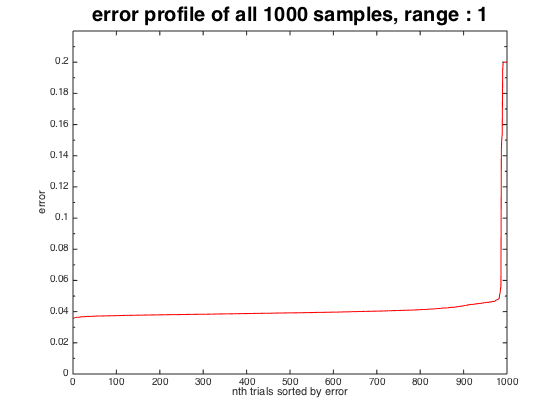 error profile of all 1000 samples, range : 1
0.2
0.18
0.16
0.14
0.12
0.1
0.08
0.06
0.04
0.02
0
error
0 100 200 300 400 500 600 700 800 900 1000
nth trials sorted by error